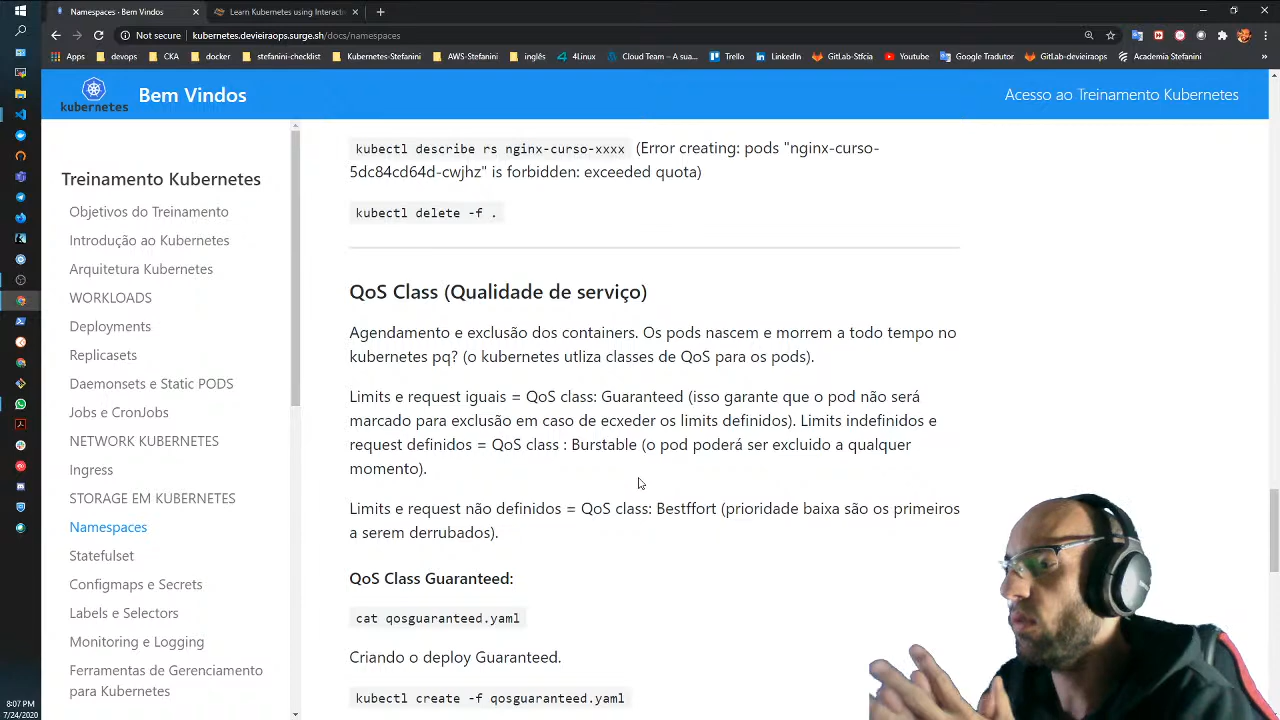 Namespaces · Bem Vindos
Learn Kubernetes using Interact
Not secure
kubernetes.devieiraops.surge.sh/docs/namespaces
Apps
devops
CKA
docker
stefanini-checklist
Kubernetes-Stefanini
AWS-Stefanini
inglês
4Linux
Cloud Team – A sua...
Trello
LinkedIn
GitLab-Stfcia
Youtube
Google Tradutor
GitLab-devieiraops
Academia Stefanini
kubernetes
Bem Vindos
Acesso ao Treinamento Kubernetes
Treinamento Kubernetes
Objetivos do Treinamento
Introdução ao Kubernetes
Arquitetura Kubernetes
WORKLOADS
Deployments
Replicasets
Daemonsets e Static PODS
Jobs e CronJobs
NETWORK KUBERNETES
Ingress
STORAGE EM KUBERNETES
Namespaces
Statefulset
Configmaps e Secrets
Labels e Selectors
Monitoring e Logging
Ferramentas de Gerenciamento
para Kubernetes
kubectl describe rs nginx-curso-xxxx (Error creating: pods "nginx-curso-
5dc84cd64d-cwjhz" is forbidden: exceeded quota)
kubectl delete -f .
QoS Class (Qualidade de serviço)
Agendamento e exclusão dos containers. Os pods nascem e morrem a todo tempo no
kubernetes pq? (o kubernetes utliza classes de QoS para os pods).
Limits e request iguais = QoS class: Guaranteed (isso garante que o pod não será
marcado para exclusão em caso de ecxeder os limits definidos). Limits indefinidos e
request definidos = QoS class : Burstable (o pod poderá ser excluido a qualquer
momento).
Limits e request não definidos = QoS class: Bestffort (prioridade baixa são os primeiros
a serem derrubados).
QoS Class Guaranteed:
cat qosguaranteed.yaml
Criando o deploy Guaranteed.
kubectl create -f qosguaranteed.yaml
8:07 PM
7/24/2020